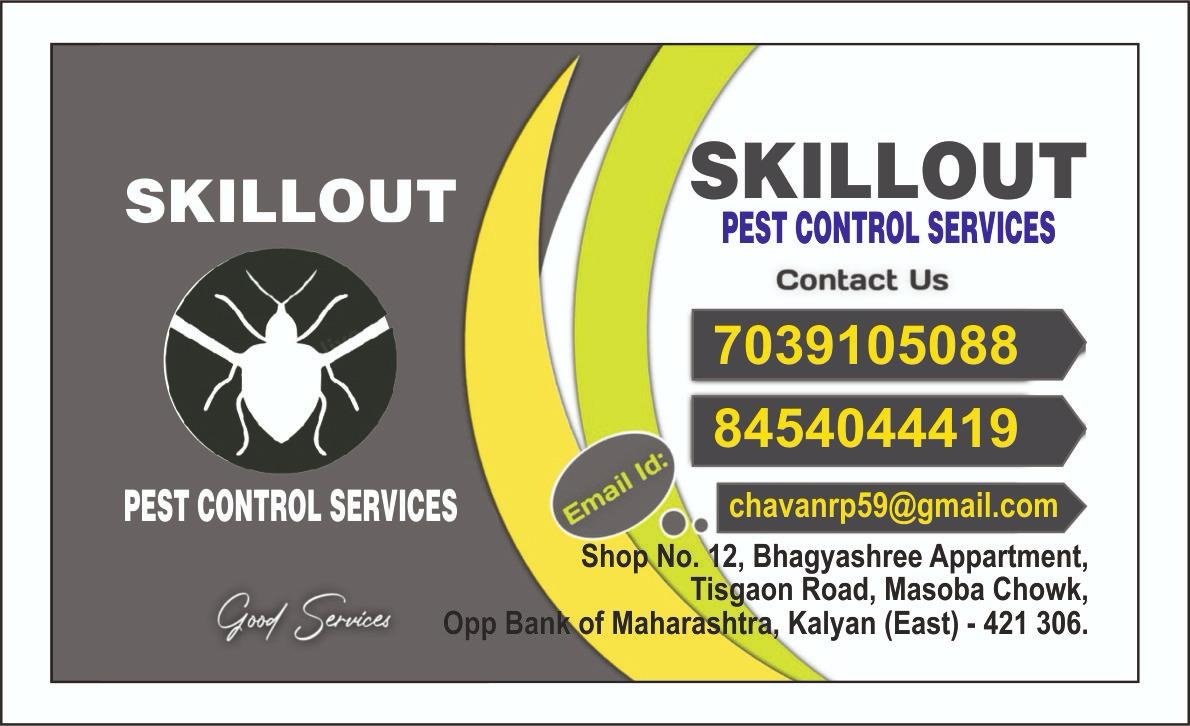 SKILLOUT
PEST CONTROL SERVICES
Good Services
SKILLOUT
PEST CONTROL SERVICES
Contact Us
7039105088
8454044419
Email Id:
chavanrp59@gmail.com
Shop No. 12, Bhagyashree Appartment,
Tisgaon Road, Masoba Chowk,
Opp Bank of Maharashtra, Kalyan (East) - 421 306.